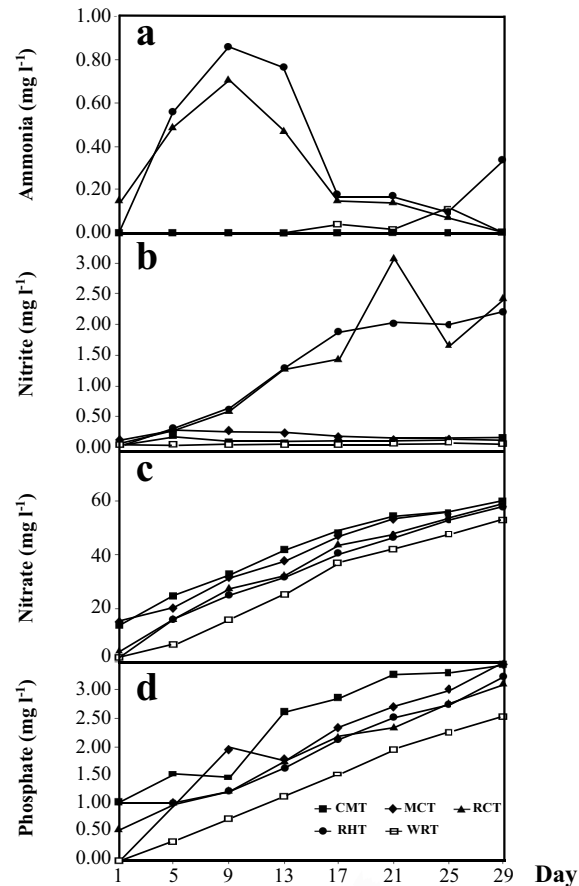 a
Ammonia (mg l-1)
1.00
0.80
0.60
0.40
0.20
0.00
b
Nitrite (mg l-1)
3.00
2.50
2.00
1.50
1.00
0.50
0.00
c
Nitrate (mg l-1)
60
40
20
0
d
Phosphate (mg l-1)
3.00
2.50
2.00
1.50
1.00
0.50
0.00
CMT MCT RCT
RHT WRT
1 5 9 13 17 21 25 29 Day